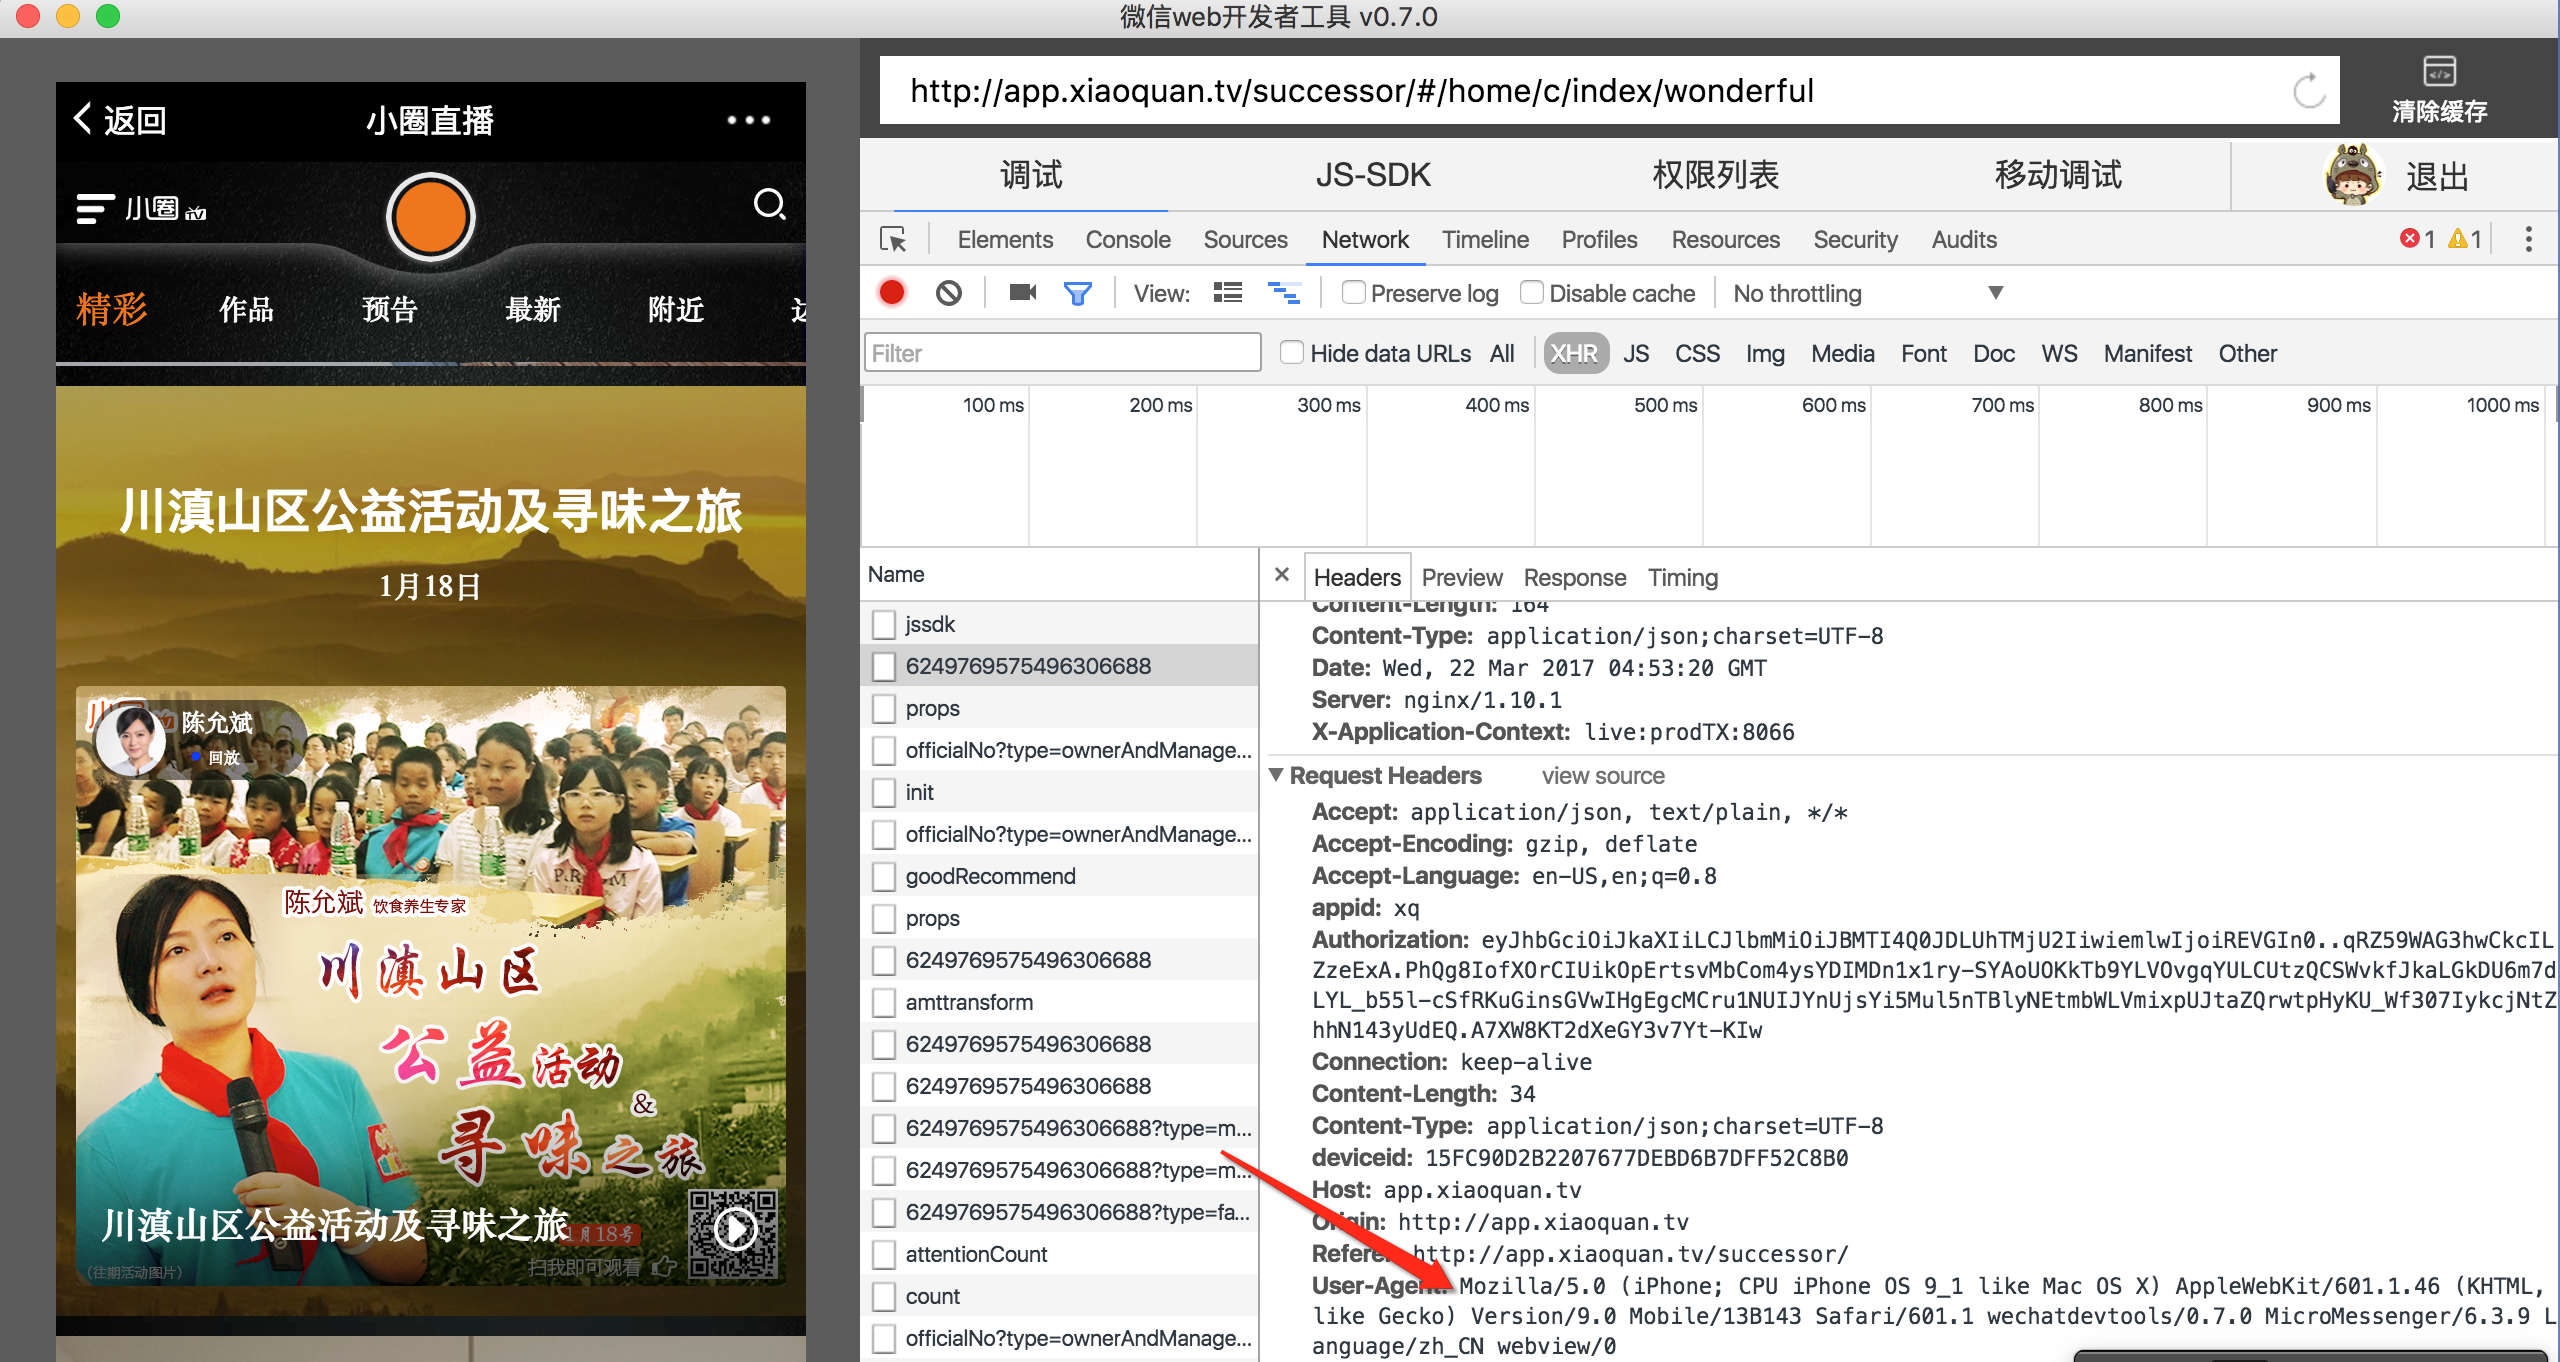 微信web开发者工具 v0.7.0
返回
小圈直播
小圈 TV
精彩
作品
预告
最新
附近
川滇山区公益活动及寻味之旅
1月18日
陈允斌
回放
陈允斌 饮食养生专家
川滇山区
公益活动
&
寻味之旅
川滇山区公益活动及寻味之旅
1月18号
扫我即可观看
(往期活动图片)
http://app.xiaoquan.tv/successor/#/home/c/index/wonderful
清除缓存
调试
JS-SDK
权限列表
移动调试
退出
Elements Console Sources Network Timeline Profiles Resources Security Audits
1 1
View: Preserve log Disable cache No throttling
Filter
Hide data URLs All XHR JS CSS Img Media Font Doc WS Manifest Other
100 ms 200 ms 300 ms 400 ms 500 ms 600 ms 700 ms 800 ms 900 ms 1000 ms
Name
jssdk
6249769575496306688
props
officialNo?type=ownerAndManage...
init
officialNo?type=ownerAndManage...
goodRecommend
props
6249769575496306688
amttransform
6249769575496306688
6249769575496306688
6249769575496306688?type=m...
6249769575496306688?type=m...
6249769575496306688?type=fa...
attentionCount
count
officialNo?type=ownerAndManage...
× Headers Preview Response Timing
Content-Length: 164
Content-Type: application/json;charset=UTF-8
Date: Wed, 22 Mar 2017 04:53:20 GMT
Server: nginx/1.10.1
X-Application-Context: live:prodTX:8066
Request Headers view source
Accept: application/json, text/plain, */*
Accept-Encoding: gzip, deflate
Accept-Language: en-US,en;q=0.8
appid: xq
Authorization: eyJhbGciOiJkaXIiLCJlbmMiOiJBMTI4Q0JDLUhTMjU2IiwiemlwIjoiREVGIn0..qRZ59WAG3hwCkcIL
ZzeExA.PhQg8IofXOrCIUikOpErtsvMbCom4ysYDIMDn1x1ry-SYAoUOKkTb9YLVOvgqYULCUtzQCSWvkfJkaLGkDU6m7d
LYL_b55l-cSfRKuGinsGVwIHgEgcMCru1NUIJYnUjsYi5Mul5nTBlyNEtmbWLVmixpUJtaZQrwtpHyKU_Wf307IykcjNtZ
hhN143yUdEQ.A7XW8KT2dXeGY3v7Yt-KIw
Connection: keep-alive
Content-Length: 34
Content-Type: application/json;charset=UTF-8
deviceid: 15FC90D2B2207677DEBD6B7DFF52C8B0
Host: app.xiaoquan.tv
Origin: http://app.xiaoquan.tv
Referer: http://app.xiaoquan.tv/successor/
User-Agent: Mozilla/5.0 (iPhone; CPU iPhone OS 9_1 like Mac OS X) AppleWebKit/601.1.46 (KHTML,
like Gecko) Version/9.0 Mobile/13B143 Safari/601.1 wechatdevtools/0.7.0 MicroMessenger/6.3.9 L
anguage/zh_CN webview/0